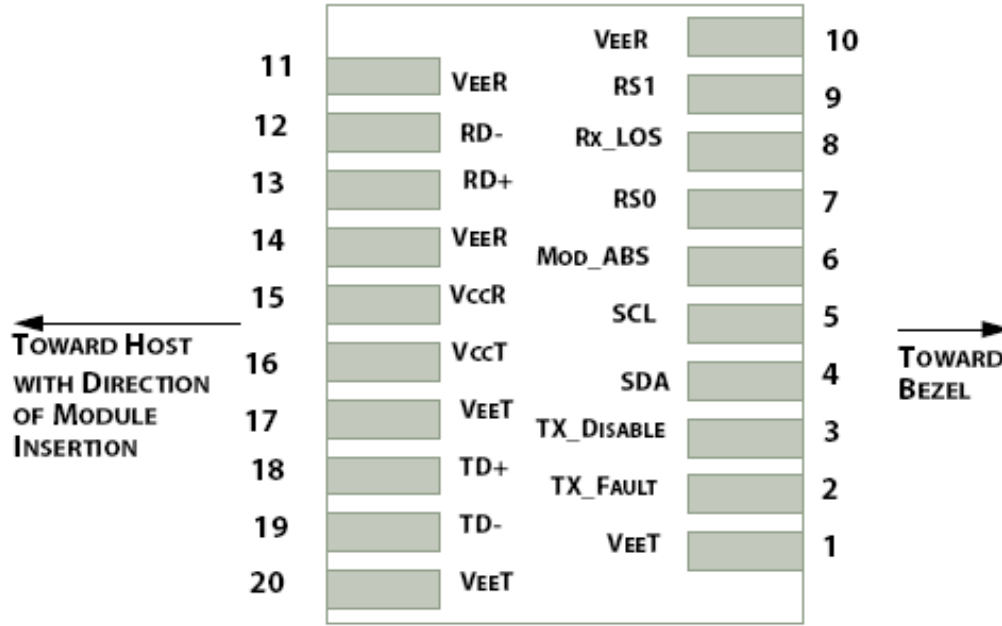 VEER 10
11 VEER
RS1 9
12 RD-
Rx_LOS 8
13 RD+
RS0 7
14 VEER
MOD_ABS 6
15 VCCR
SCL 5
TOWARD HOST
WITH DIRECTION
OF MODULE
INSERTION
16 VCCT
SDA 4
TOWARD
BEZEL
17 VEET
TX_DISABLE 3
18 TD+
TX_FAULT 2
19 TD-
VEET 1
20 VEET